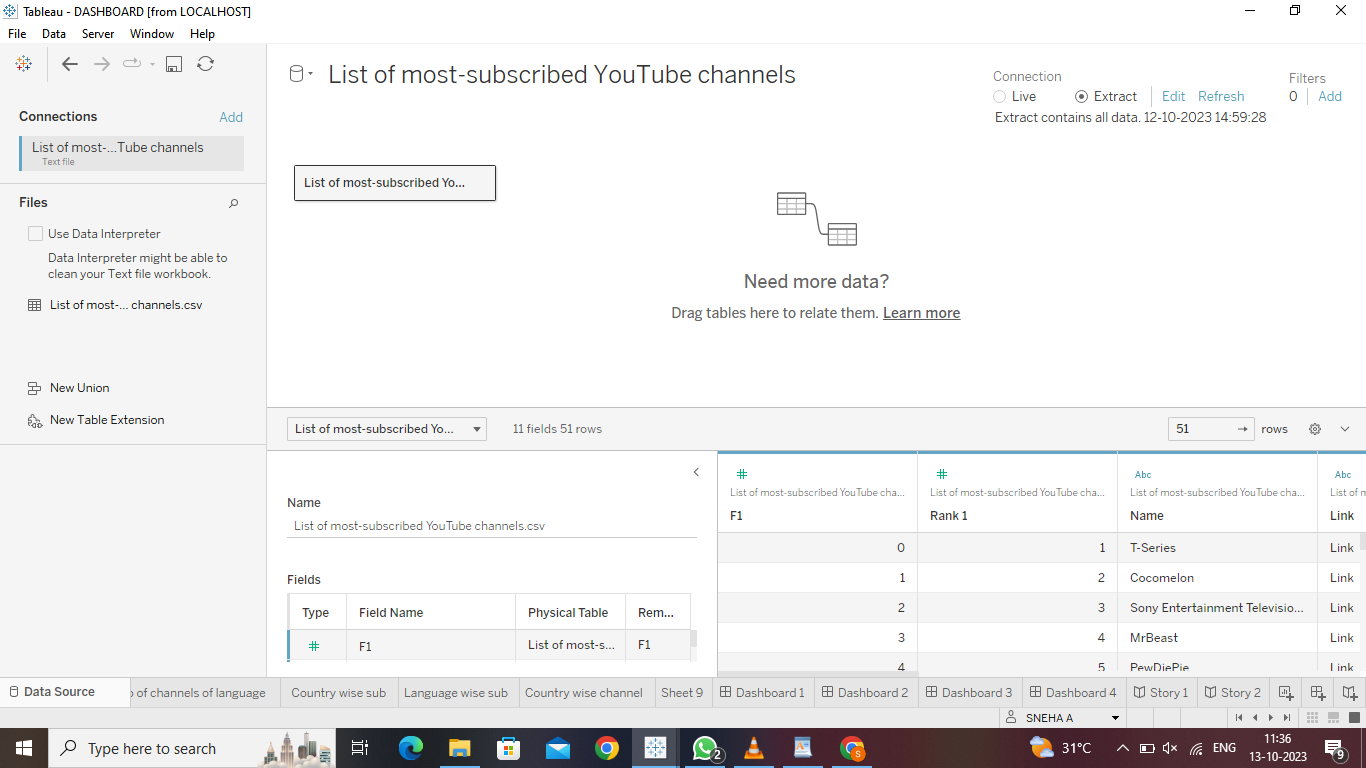 Tableau - DASHBOARD [from LOCALHOST]
File Data Server Window Help
Connections Add
List of most-...Tube channels
Text file
Files
Use Data Interpreter
Data Interpreter might be able to
clean your Text file workbook.
List of most-... channels.csv
New Union
New Table Extension
List of most-subscribed YouTube channels
Connection
Live Extract Edit Refresh
Extract contains all data. 12-10-2023 14:59:28
Filters
0 Add
List of most-subscribed Yo...
Need more data?
Drag tables here to relate them. Learn more
List of most-subscribed Yo... 11 fields 51 rows 51 rows
Name
List of most-subscribed YouTube channels.csv
Fields
Type Field Name Physical Table Rem...
# F1 List of most-s... F1
# # Abc Abc
List of most-subscribed YouTube cha... List of most-subscribed YouTube cha... List of most-subscribed YouTube cha... List of m
F1 Rank 1 Name Link
0 1 T-Series Link
1 2 Cocomelon Link
2 3 Sony Entertainment Televisio... Link
3 4 MrBeast Link
4 5 PewDiePie Link
Data Source o of channels of language Country wise sub Language wise sub Country wise channel Sheet 9 Dashboard 1 Dashboard 2 Dashboard 3 Dashboard 4 Story 1 Story 2
SNEHA A
Type here to search 2 S 31°C ENG 11:36
13-10-2023 9